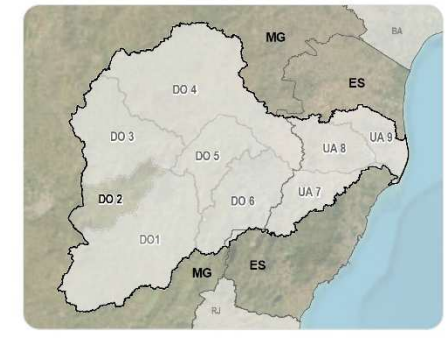 BA
MG
ES
DO 4
DO 3
UA 8
UA 9
DO 5
DO 2
DO 6
UA 7
DO1
MG
ES
RJ